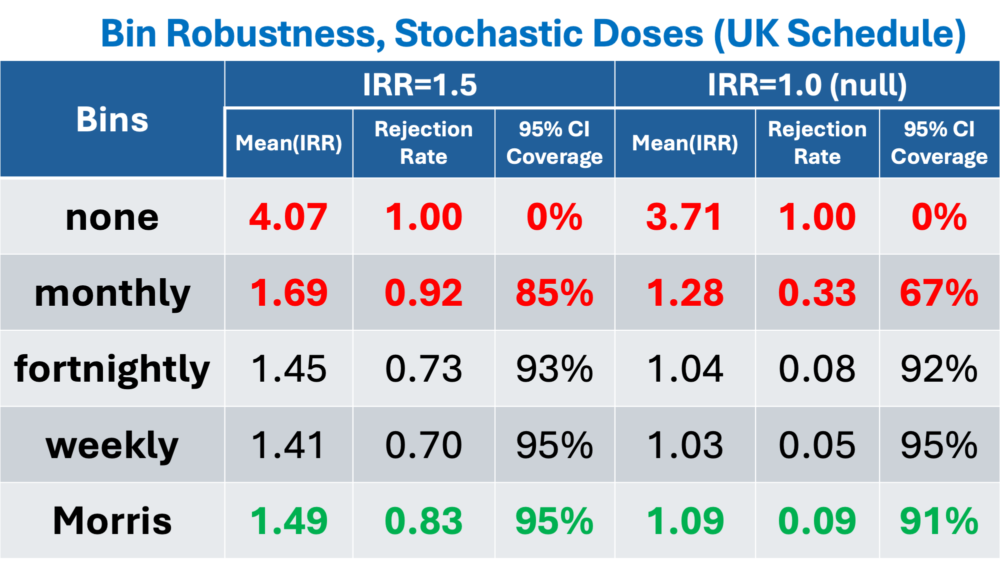 Bin Robustness, Stochastic Doses (UK Schedule)
Bins
IRR=1.5
IRR=1.0 (null)
Mean(IRR)
Rejection
Rate
95% CI
Coverage
Mean(IRR)
Rejection
Rate
95% CI
Coverage
none 4.07 1.00 0% 3.71 1.00 0%
monthly 1.69 0.92 85% 1.28 0.33 67%
fortnightly 1.45 0.73 93% 1.04 0.08 92%
weekly 1.41 0.70 95% 1.03 0.05 95%
Morris 1.49 0.83 95% 1.09 0.09 91%